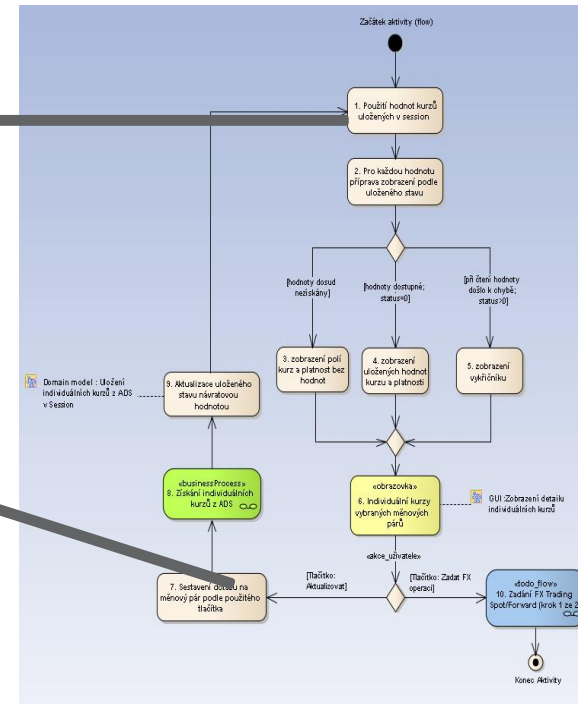 Začátek aktivity (flow)
1. Použití hodnot kurzů
uložených v session
2. Pro každou hodnotu
příprava zobrazení podle
uloženého stavu
[hodnoty dosud
nezískány]
[hodnoty dostupné;
status=0]
[při čtení hodnoty
došlo k chybě;
status>0]
3. zobrazení polí
kurz a platnost bez
hodnot
4. zobrazení
uložených hodnot
kurzu a platnosti
5. zobrazení
vykřičníku
Domain model : Uložení
individuálních kurzů z ADS
v Session
9. Aktualizace uloženého
stavu návratovou
hodnotou
«businessProcess»
8. Získání individuálních
kurzů z ADS
«obrazovka»
6. Individuální kurzy
vybraných měnových
párů
GUI :Zobrazení detailu
individuálních kurzů
«akce_uživatele»
[Tlačítko:
Aktualizovat]
[Tlačítko: Zadat FX
operaci]
7. Sestavení
na
měnový pár podle použitého
tlačítka
«todo_flow»
10. Zadání FX Trading
Spot/Forward (krok 1 ze 2
Konec Aktivity